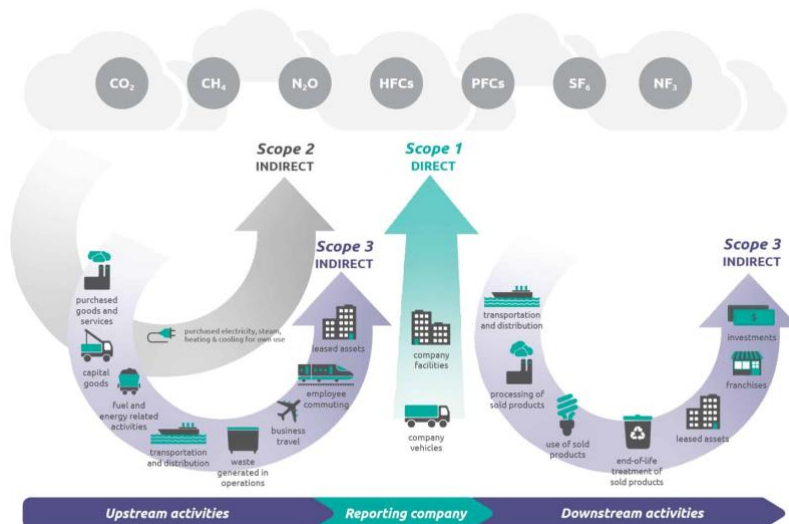 CO₂
CH₄
N₂O
HFCs
PFCs
SF₆
NF₃
Scope 2
INDIRECT
Scope 1
DIRECT
Scope 3
INDIRECT
Scope 3
INDIRECT
purchased
goods and
services
capital
goods
fuel and
energy related
activities
transportation
and distribution
waste
generated in
operations
business
travel
employee
commuting
leased assets
purchased electricity, steam,
heating & cooling for own use
company
facilities
company
vehicles
transportation
and distribution
processing of
sold products
use of sold
products
end-of-life
treatment of
sold products
leased assets
franchises
$
investments
Upstream activities
Reporting company
Downstream activities